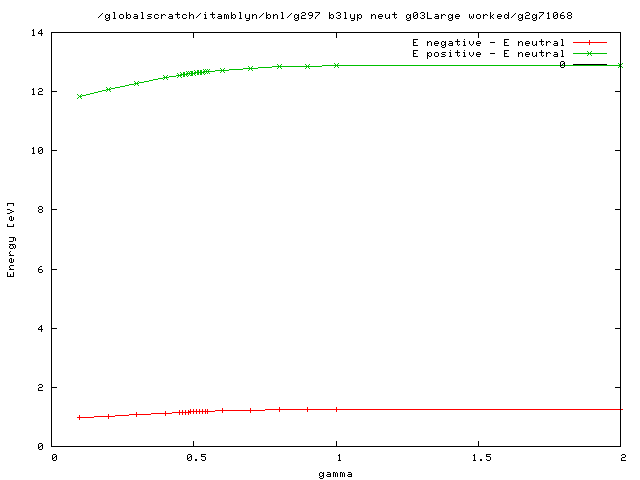 /globalscratch/itamblyn/bnl/g297 b3lyp neut g03Large worked/g2g71068
E negative - E neutral
E positive - E neutral
0
14
12
10
8
6
4
2
0
Energy [eV]
0 0.5 1 1.5 2
gamma